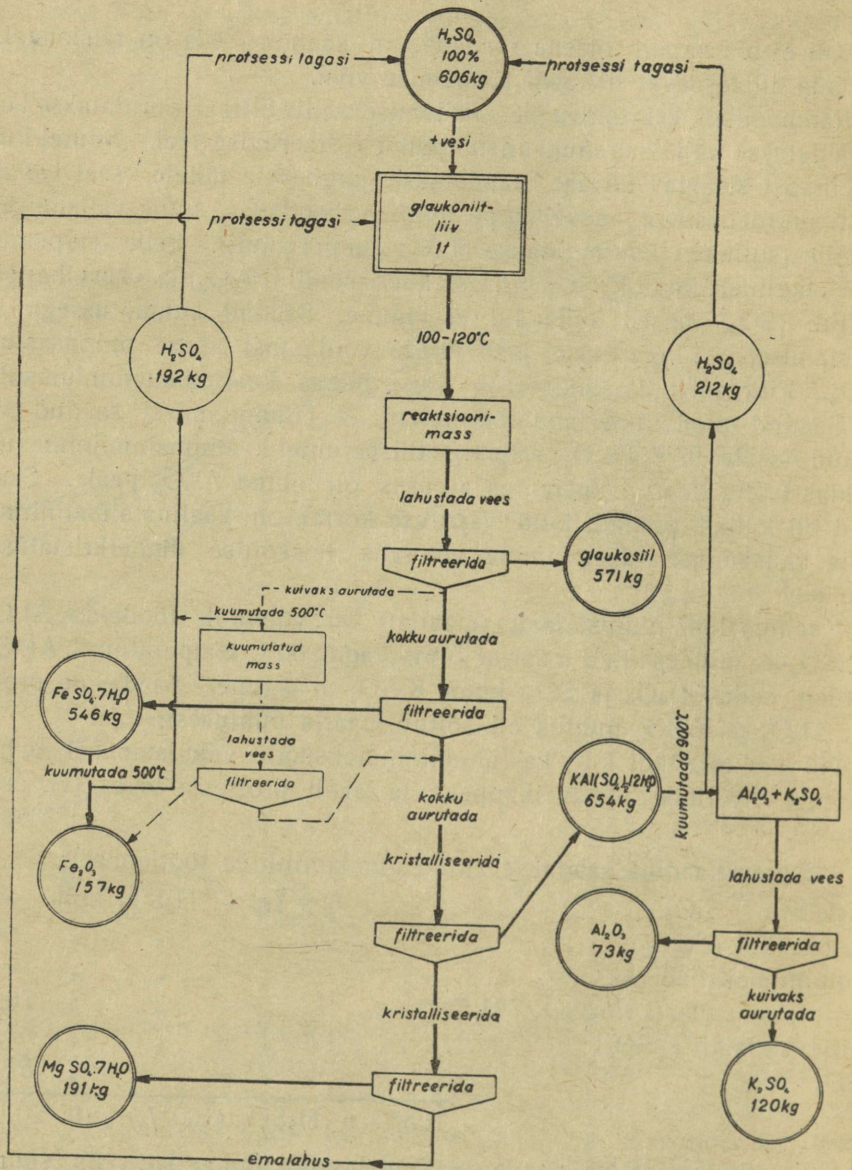 H₂SO₄
100%
606kg
protsessi tagasi
protsessi tagasi
+vesi
protsessi tagasi
glaukoniit-
liiv
1t
100-120°C
H₂SO₄
192 kg
H₂SO₄
212kg
reaktsiooni-
mass
lahustada vees
filtreerida
glaukosiil
571kg
kuivaks aurutada
kuumutada 500°C
kuumutatud
mass
kokku aurutada
FeSO₄.7H₂O
546kg
filtreerida
lahustada
vees
kuumutada 500°C
filtreerida
kokku
aurutada
KAl(SO₄)₂.12H₂O
654kg
kuumutada 900°C
Al₂O₃+K₂SO₄
Fe₂O₃
157kg
kristalliseerida
lahustada vees
filtreerida
Al₂O₃
73kg
filtreerida
kristalliseerida
kuivaks
aurutada
MgSO₄.7H₂O
191kg
filtreerida
K₂SO₄
120kg
emalahus